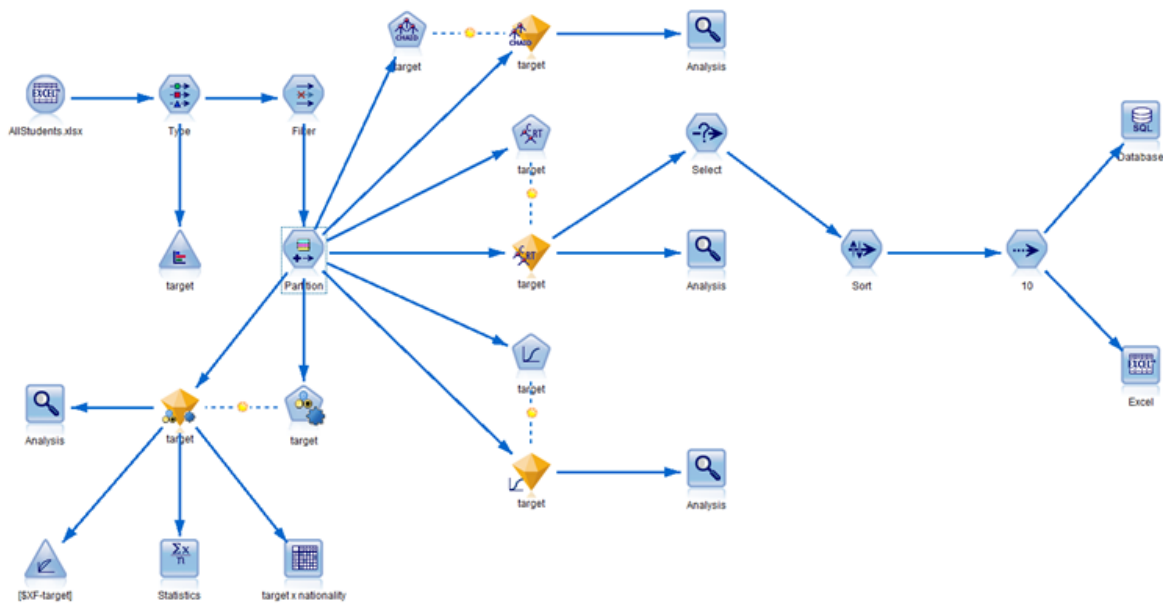 CHAID
target
CHAID
target
Analysis
EXCEL
AllStudents.xlsx
Type
Filter
SQL
Database
C RT
target
Select
target
Partition
C RT
target
Analysis
Sort
10
target
EXCEL
Excel
Analysis
target
target
target
Analysis
[$XF-target]
Σx
n
Statistics
target x nationality